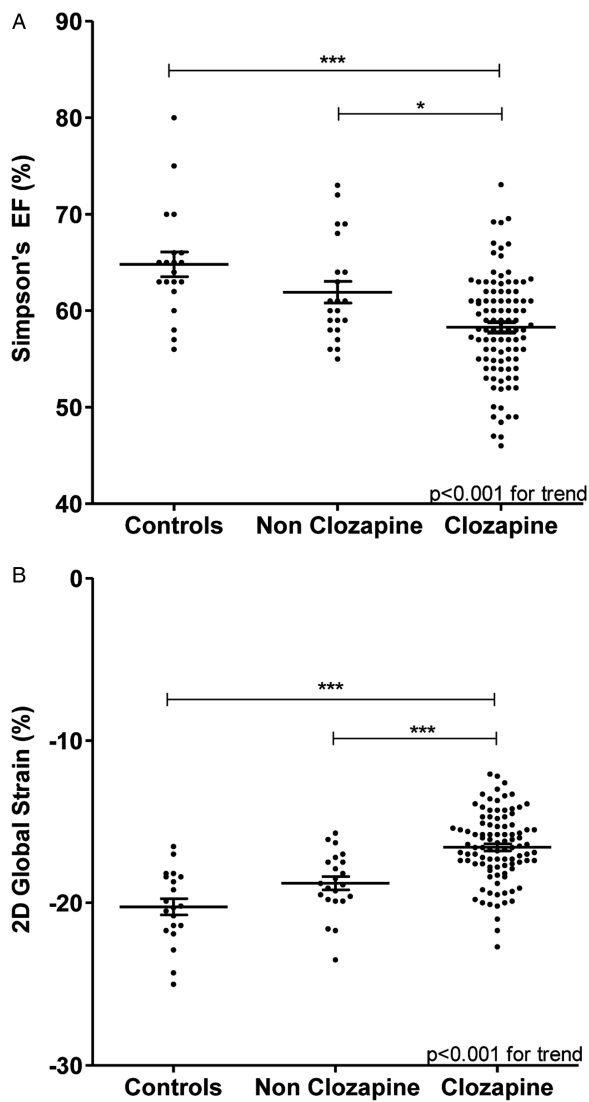 A
90
80
70
60
50
40
Simpson's EF (%)
***
*
p<0.001 for trend
Controls Non Clozapine Clozapine
B
0
-10
-20
-30
2D Global Strain (%)
***
***
p<0.001 for trend
Controls Non Clozapine Clozapine